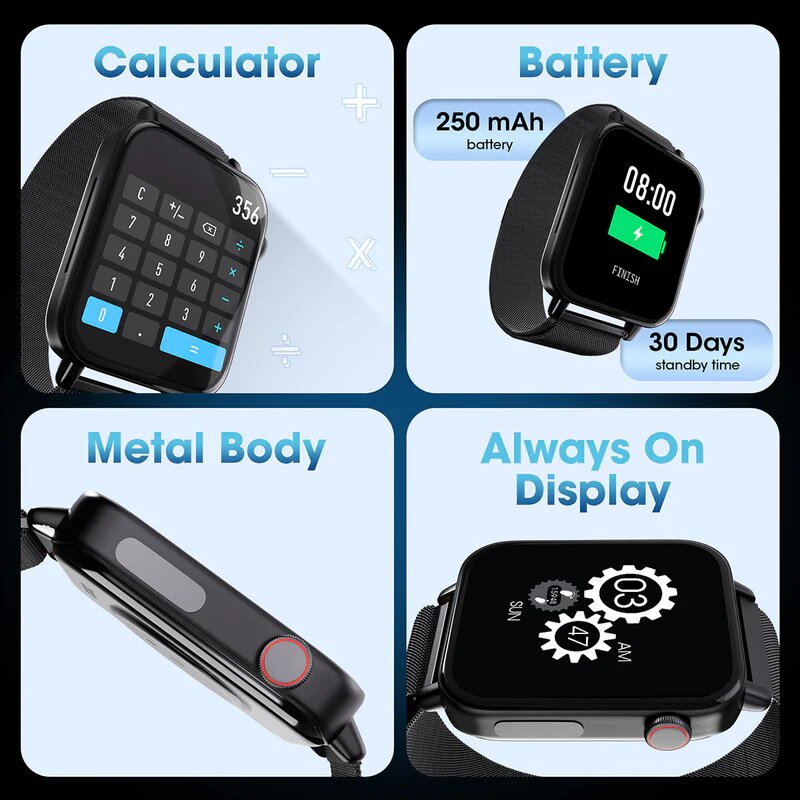 Calculator
356
C +/- ⌫ ÷
7 8 9 ×
4 5 6 −
1 2 3 +
0 . =
+
−
x
÷
Battery
250 mAh
battery
08:00
FINISH
30 Days
standby time
Metal Body
Always On
Display
15948
03
SUN
47
AM